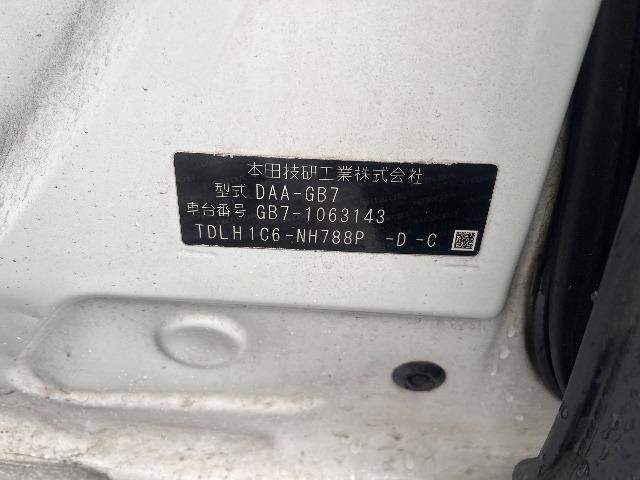 本田技研工業株式会社
型式 DAA-GB7
車台番号 GB7-1063143
TDLH1C6-NH788P -D -C